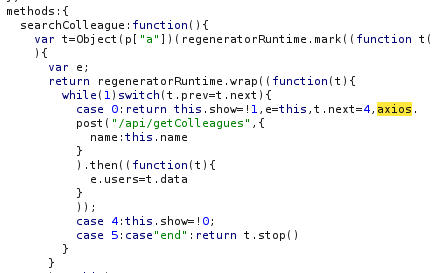 methods:{
searchColleague:function(){
var t=Object(p["a"])(regeneratorRuntime.mark((function t(
){
var e;
return regeneratorRuntime.wrap((function(t){
while(1)switch(t.prev=t.next){
case 0:return this.show=!1,e=this,t.next=4,axios.
post("/api/getColleagues",{
name:this.name
}
).then((function(t){
e.users=t.data
}
));
case 4:this.show=!0;
case 5:case"end":return t.stop()
}
}